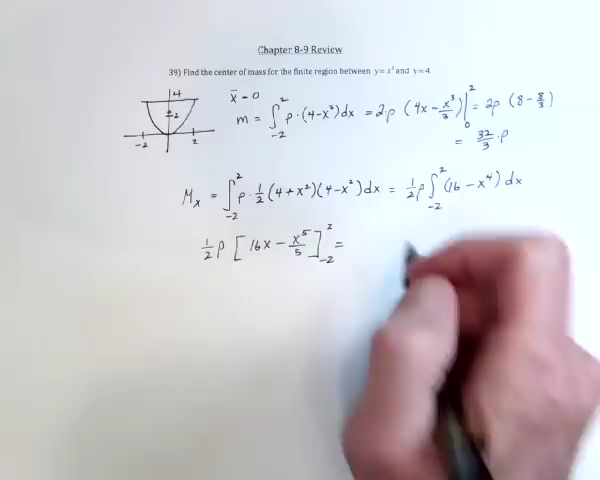 Chapter 8-9 Review
39) Find the center of mass for the finite region between y = x² and y = 4.
4
2
-2 2
x̄ = 0
m = ∫_{-2}^{2} ρ·(4-x²)dx = 2ρ (4x - x³/3)|_0^2 = 2ρ (8 - 8/3)
= 32/3 · ρ
Mₓ = ∫_{-2}^{2} ρ · 1/2 (4+x²)(4-x²)dx = 1/2 ρ ∫_{-2}^{2} (16 - x⁴) dx
1/2 ρ [16x - x⁵/5]_{-2}^{2} =